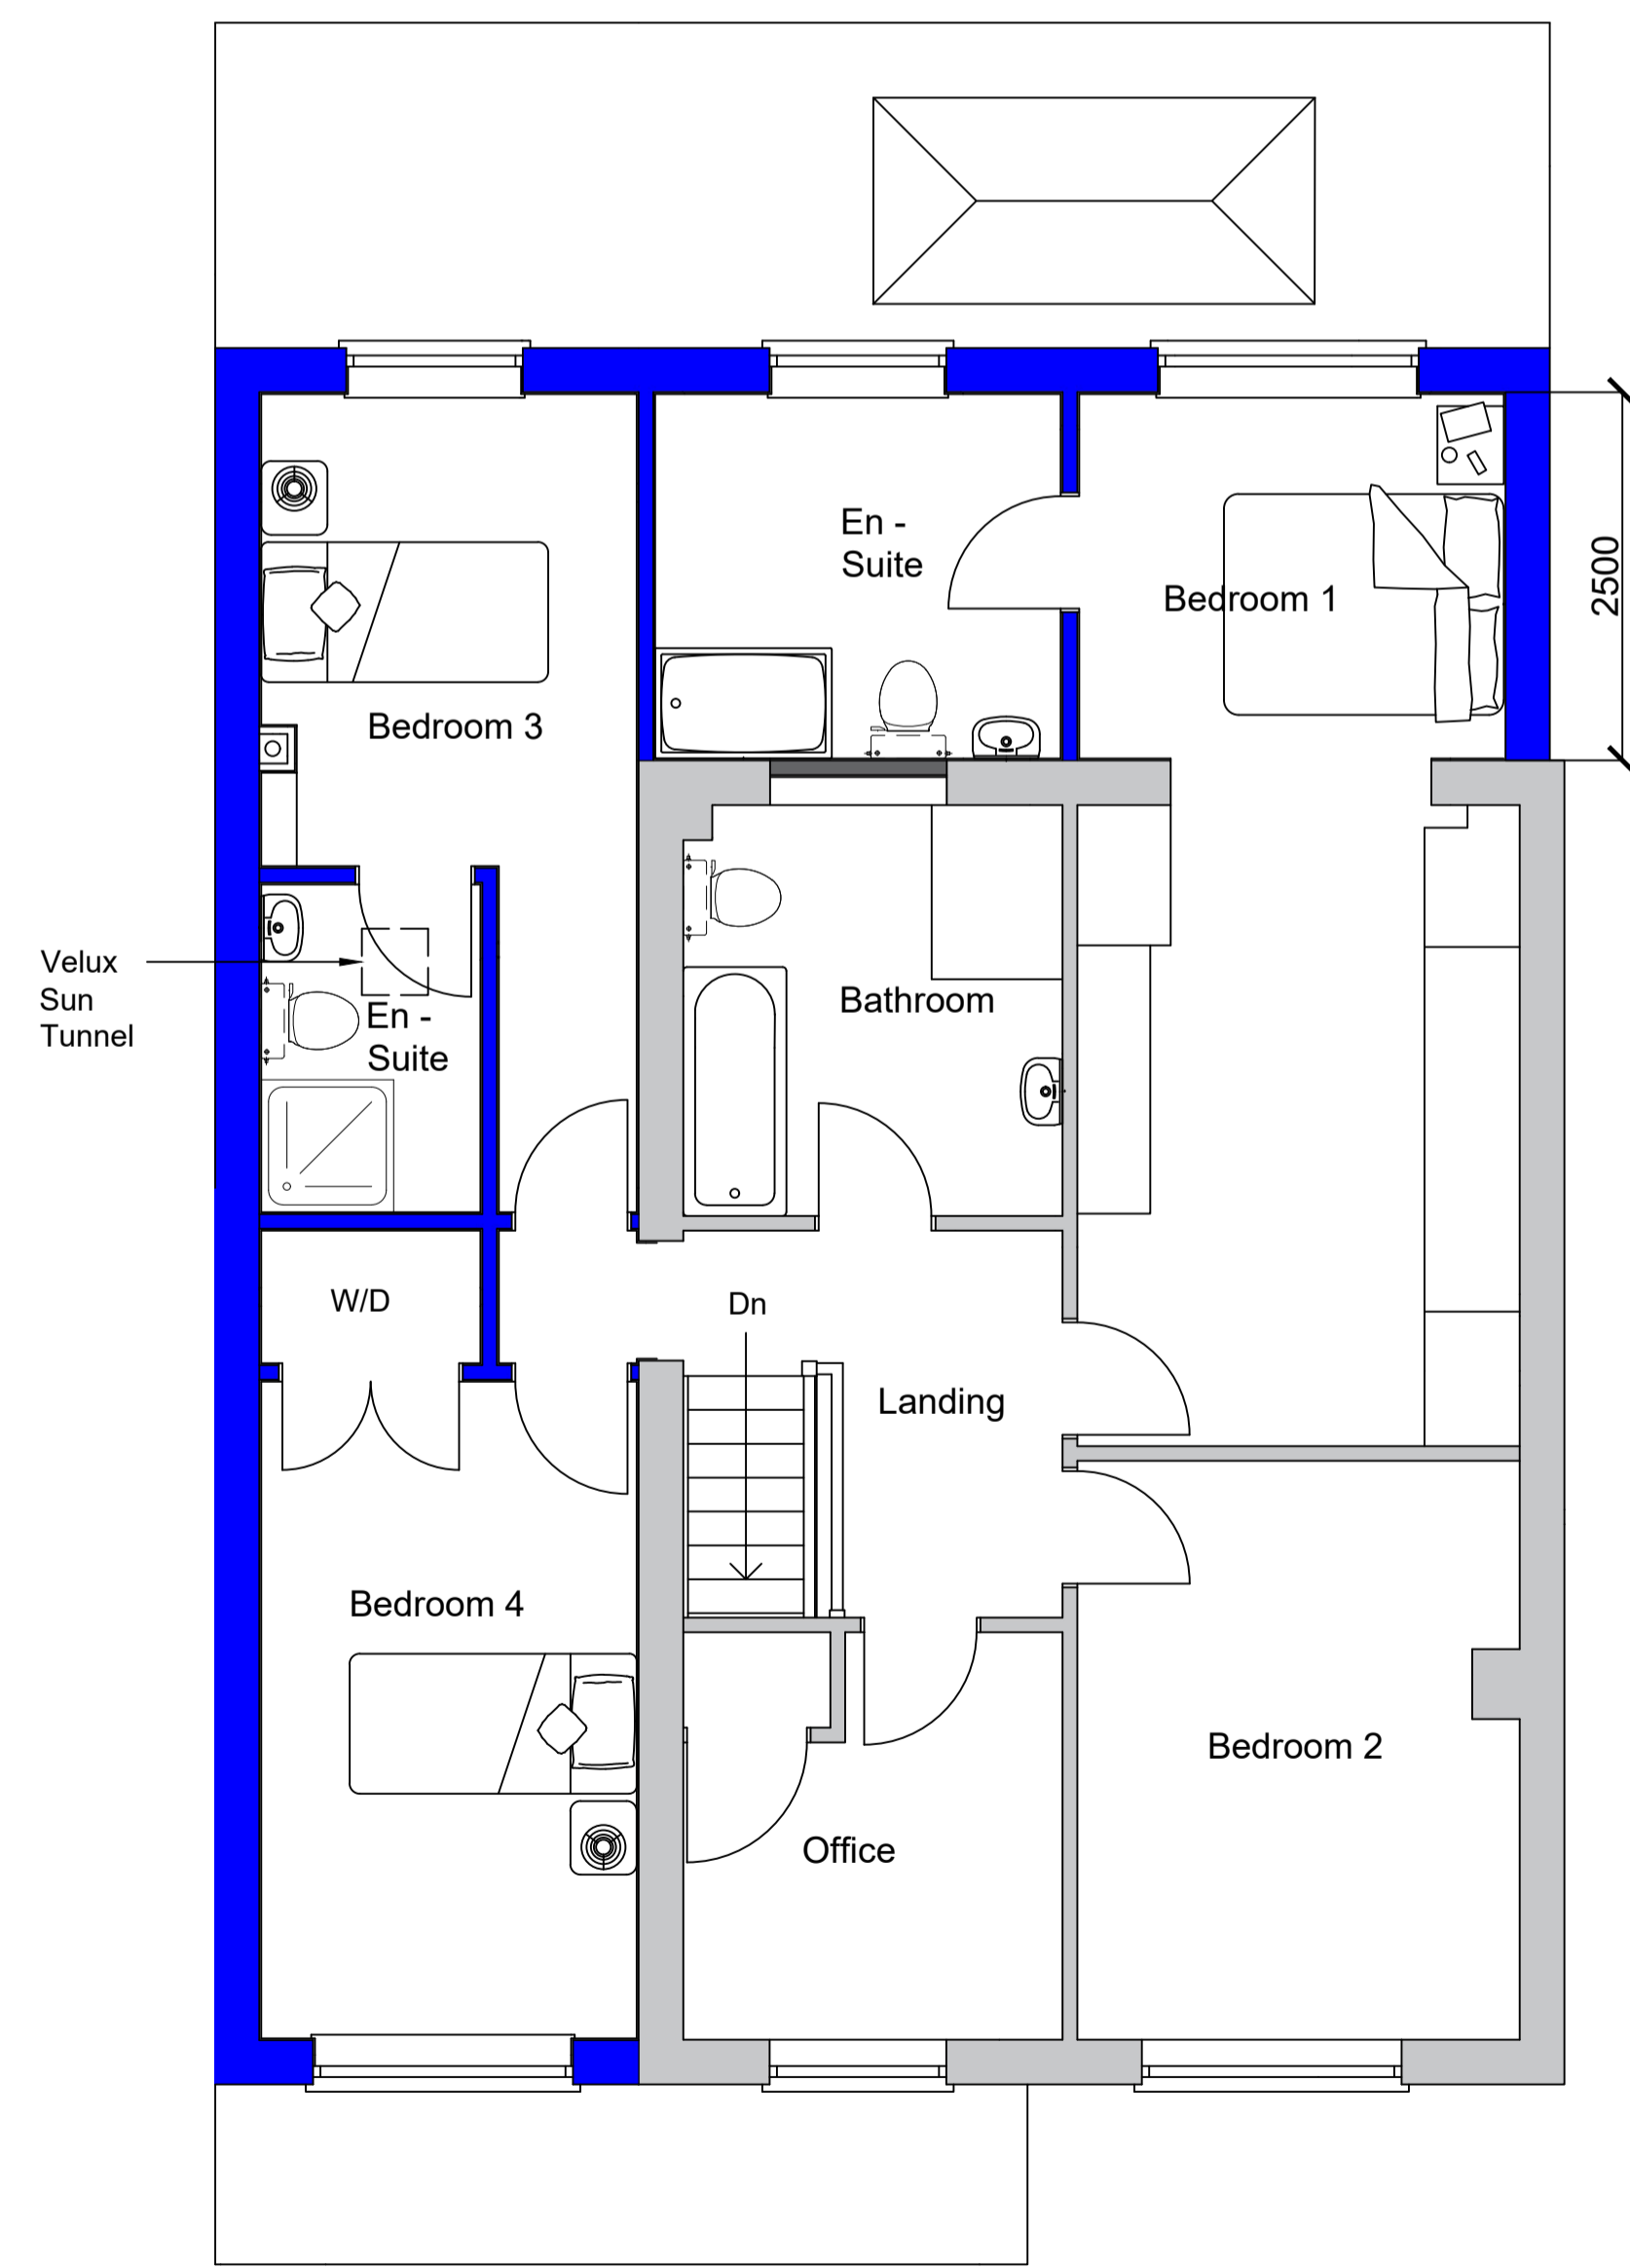 En -
Suite
Bedroom 1
2500
Bedroom 3
Velux
Sun
Tunnel
En -
Suite
Bathroom
W/D
Dn
Landing
Bedroom 4
Bedroom 2
Office